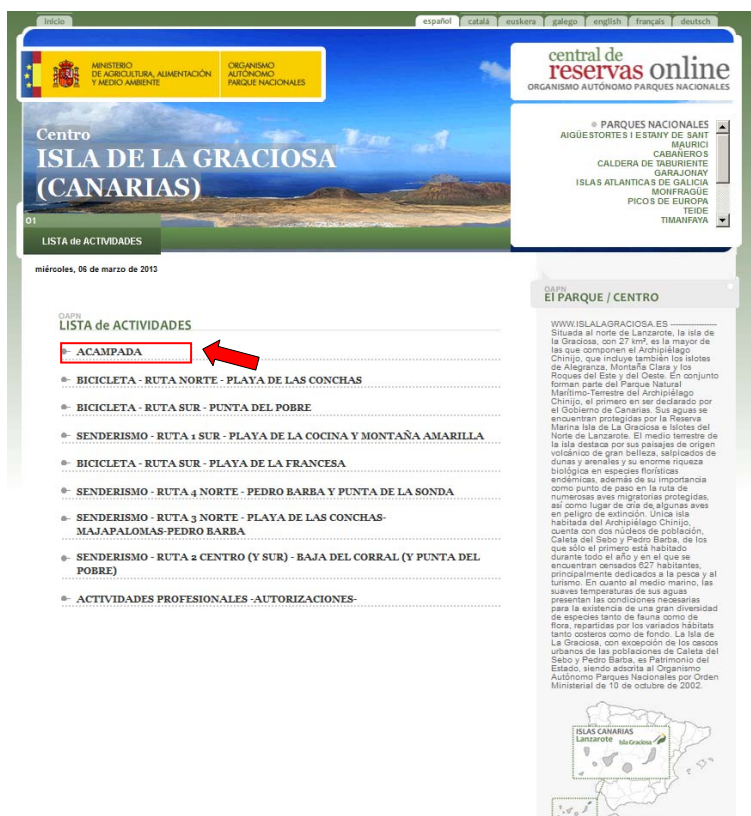 Inicio
español català euskera galego english français deutsch
MINISTERIO
DE AGRICULTURA, ALIMENTACIÓN
Y MEDIO AMBIENTE
ORGANISMO
AUTÓNOMO
PARQUE NACIONALES
central de
reservas online
ORGANISMO AUTÓNOMO PARQUES NACIONALES
Centro
ISLA DE LA GRACIOSA
(CANARIAS)
PARQUES NACIONALES
AIGÜESTORTES I ESTANY DE SANT
MAURICI
CABAÑEROS
CALDERA DE TABURIENTE
GARAJONAY
ISLAS ATLANTICAS DE GALICIA
MONFRAGÜE
PICOS DE EUROPA
TEIDE
TIMANFAYA
01
LISTA de ACTIVIDADES
miércoles, 06 de marzo de 2013
OAPN
LISTA de ACTIVIDADES
ACAMPADA
BICICLETA - RUTA NORTE - PLAYA DE LAS CONCHAS
BICICLETA - RUTA SUR - PUNTA DEL POBRE
SENDERISMO - RUTA 1 SUR - PLAYA DE LA COCINA Y MONTAÑA AMARILLA
BICICLETA - RUTA SUR - PLAYA DE LA FRANCESA
SENDERISMO - RUTA 4 NORTE - PEDRO BARBA Y PUNTA DE LA SONDA
SENDERISMO - RUTA 3 NORTE - PLAYA DE LAS CONCHAS-
MAJAPALOMAS-PEDRO BARBA
SENDERISMO - RUTA 2 CENTRO (Y SUR) - BAJA DEL CORRAL (Y PUNTA DEL
POBRE)
ACTIVIDADES PROFESIONALES -AUTORIZACIONES-
OAPN
El PARQUE / CENTRO
WWW.ISLALAGRACIOSA.ES ----------------
Situada al norte de Lanzarote, la isla de
la Graciosa, con 27 km², es la mayor de
las que componen el Archipiélago
Chinijo, que incluye también los islotes
de Alegranza, Montaña Clara y los
Roques del Este y del Oeste. En conjunto
forman parte del Parque Natural
Marítimo-Terrestre del Archipiélago
Chinijo, el primero en ser declarado por
el Gobierno de Canarias. Sus aguas se
encuentran protegidas por la Reserva
Marina Isla de La Graciosa e Islotes del
Norte de Lanzarote. El medio terrestre de
la isla destaca por sus paisajes de origen
volcánico de gran belleza, salpicados de
dunas y arenales y su enorme riqueza
biológica en especies florísticas
endémicas, además de su importancia
como punto de paso en la ruta de
numerosas aves migratorias protegidas,
así como lugar de cría de algunas aves
en peligro de extinción. Única isla
habitada del Archipiélago Chinijo,
cuenta con dos núcleos de población,
Caleta del Sebo y Pedro Barba, de los
que sólo el primero está habitado
durante todo el año y en el que se
encuentran censados 627 habitantes,
principalmente dedicados a la pesca y al
turismo. En cuanto al medio marino, las
suaves temperaturas de sus aguas
presentan las condiciones necesarias
para la existencia de una gran diversidad
de especies tanto de fauna como de
flora, repartidas por los variados hábitats
tanto costeros como de fondo. La Isla de
La Graciosa, con excepción de los cascos
urbanos de las poblaciones de Caleta del
Sebo y Pedro Barba, es Patrimonio del
Estado, siendo adscrita al Organismo
Autónomo Parques Nacionales por Orden
Ministerial de 10 de octubre de 2002.
ISLAS CANARIAS
Lanzarote
Isla Graciosa